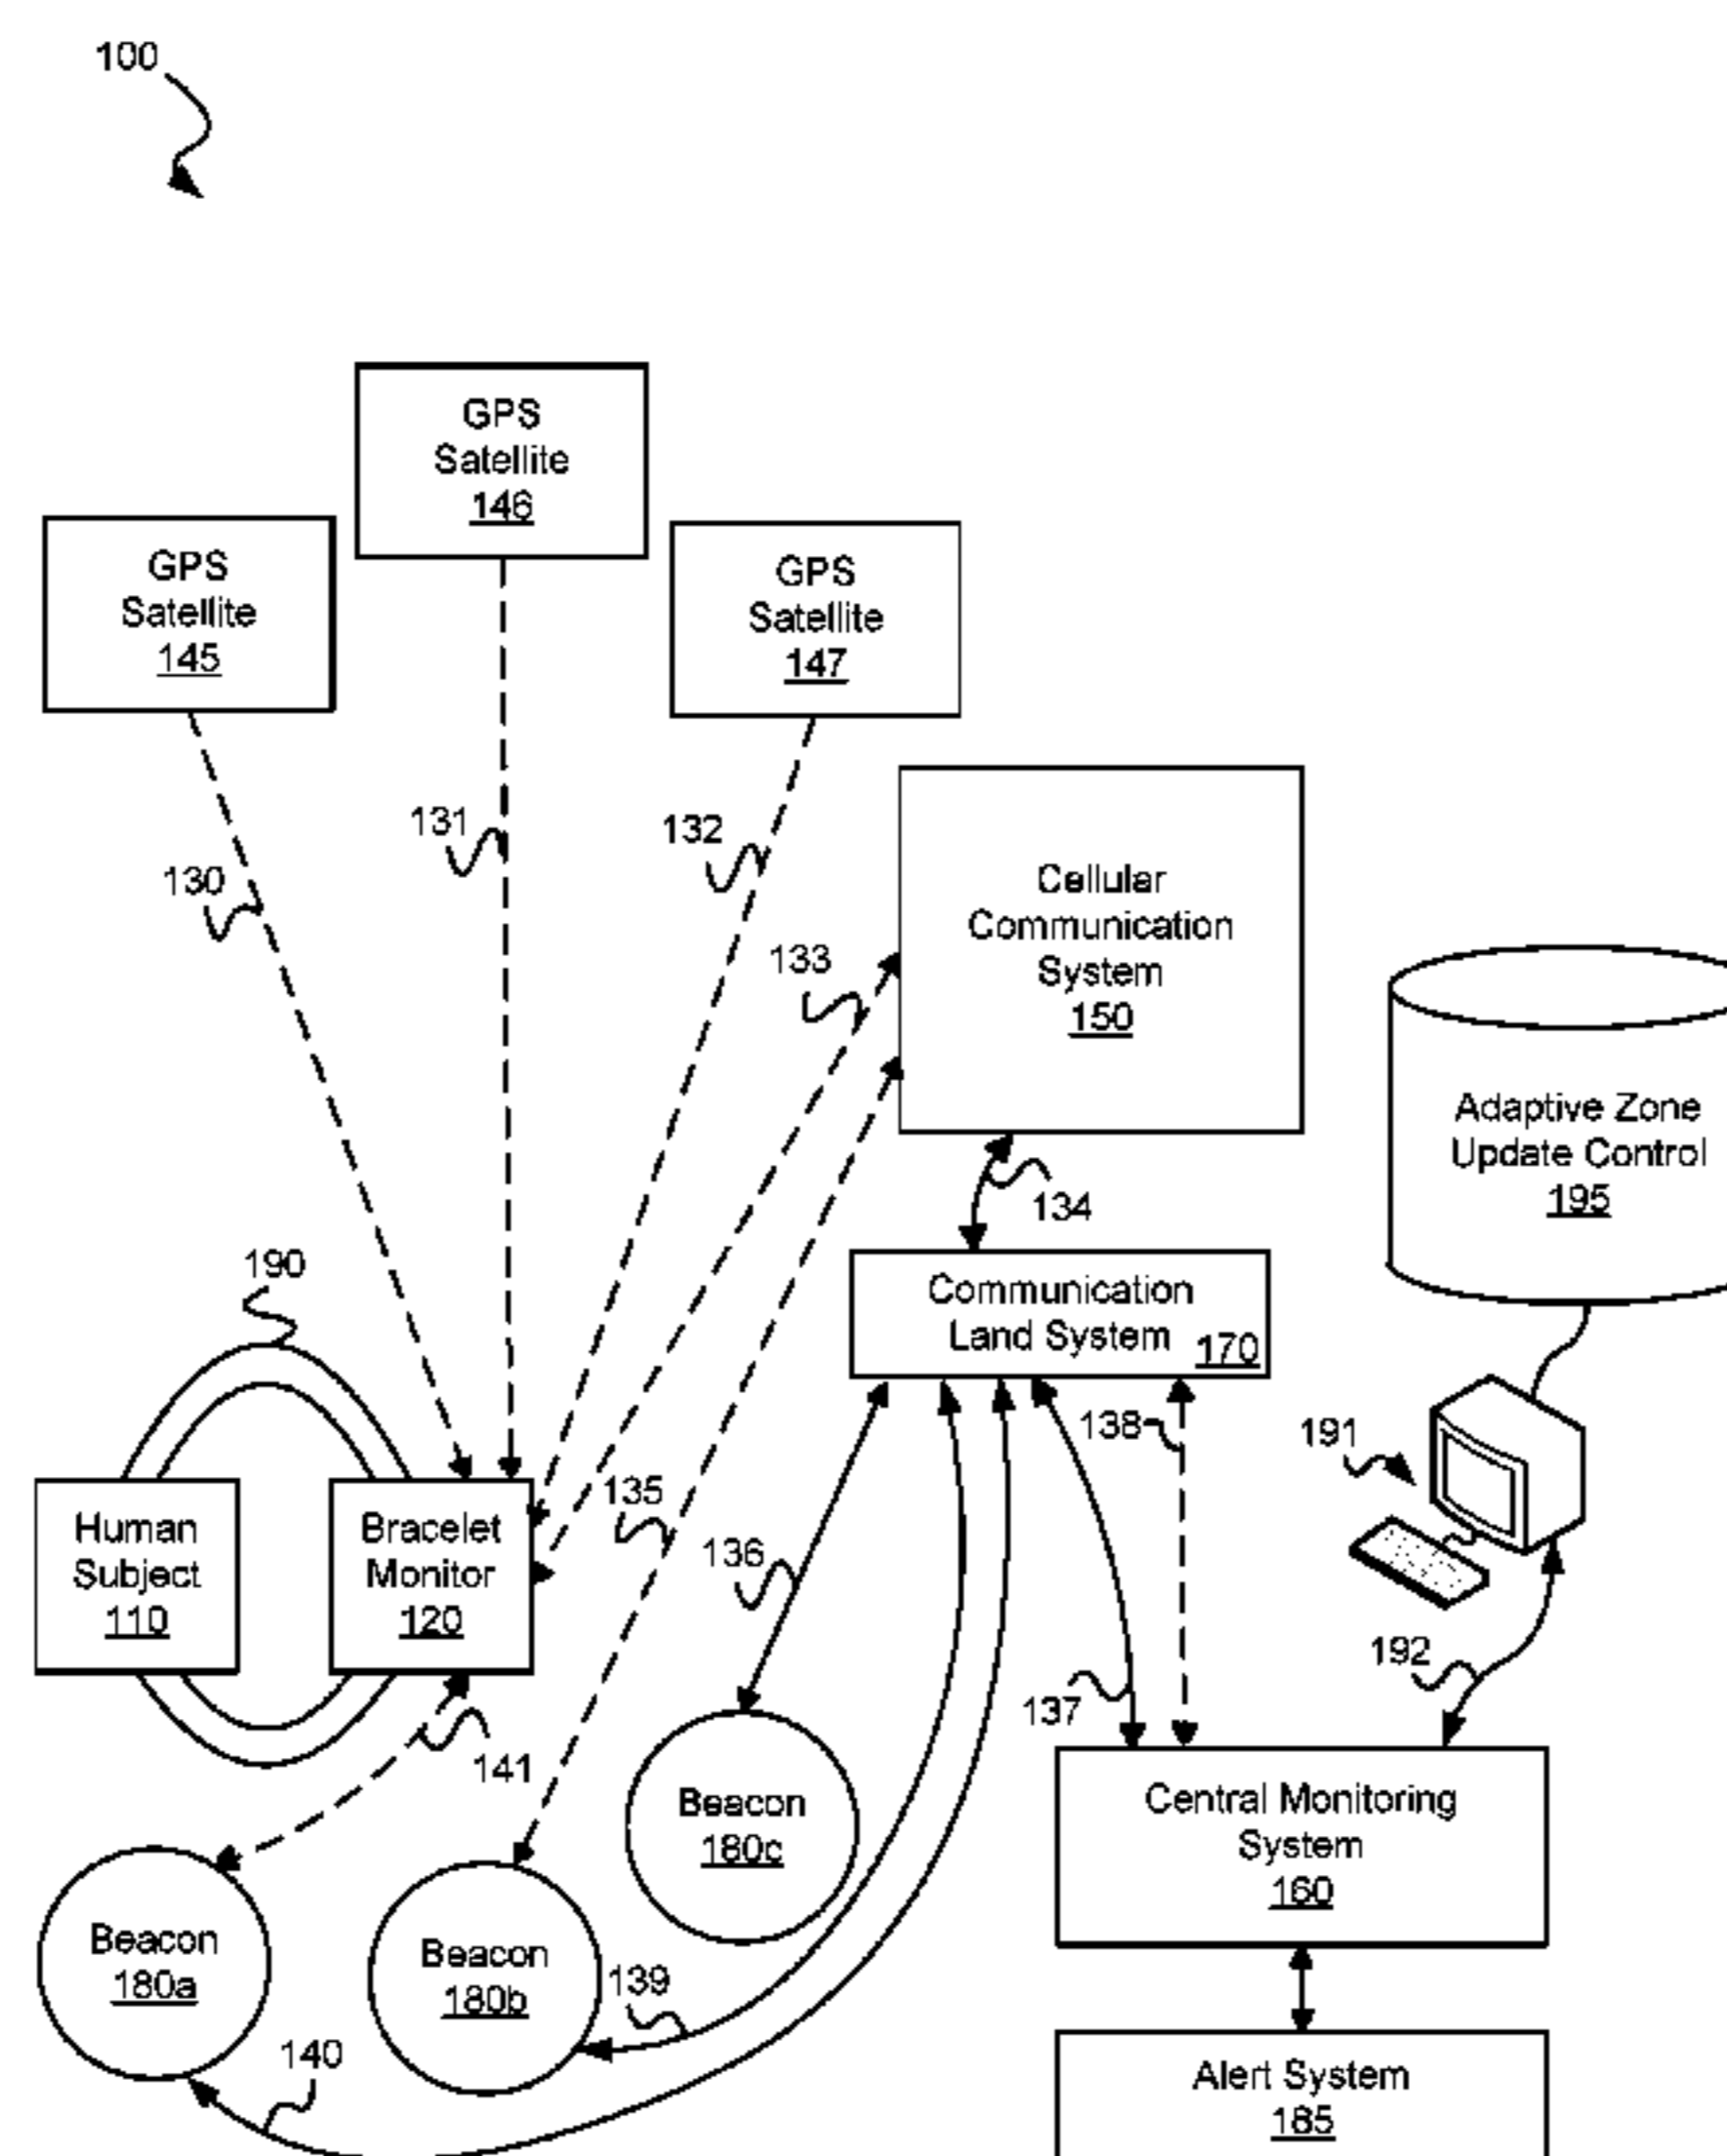 100
GPS
Satellite
146
GPS
Satellite
145
GPS
Satellite
147
131
132
130
Cellular
Communication
System
150
133
Adaptive Zone
Update Control
195
134
190
Communication
Land System
170
138
191
135
136
Human
Subject
110
Bracelet
Monitor
120
192
137
141
Beacon
180c
Central Monitoring
System
160
Beacon
180a
Beacon
180b
139
140
Alert System
185